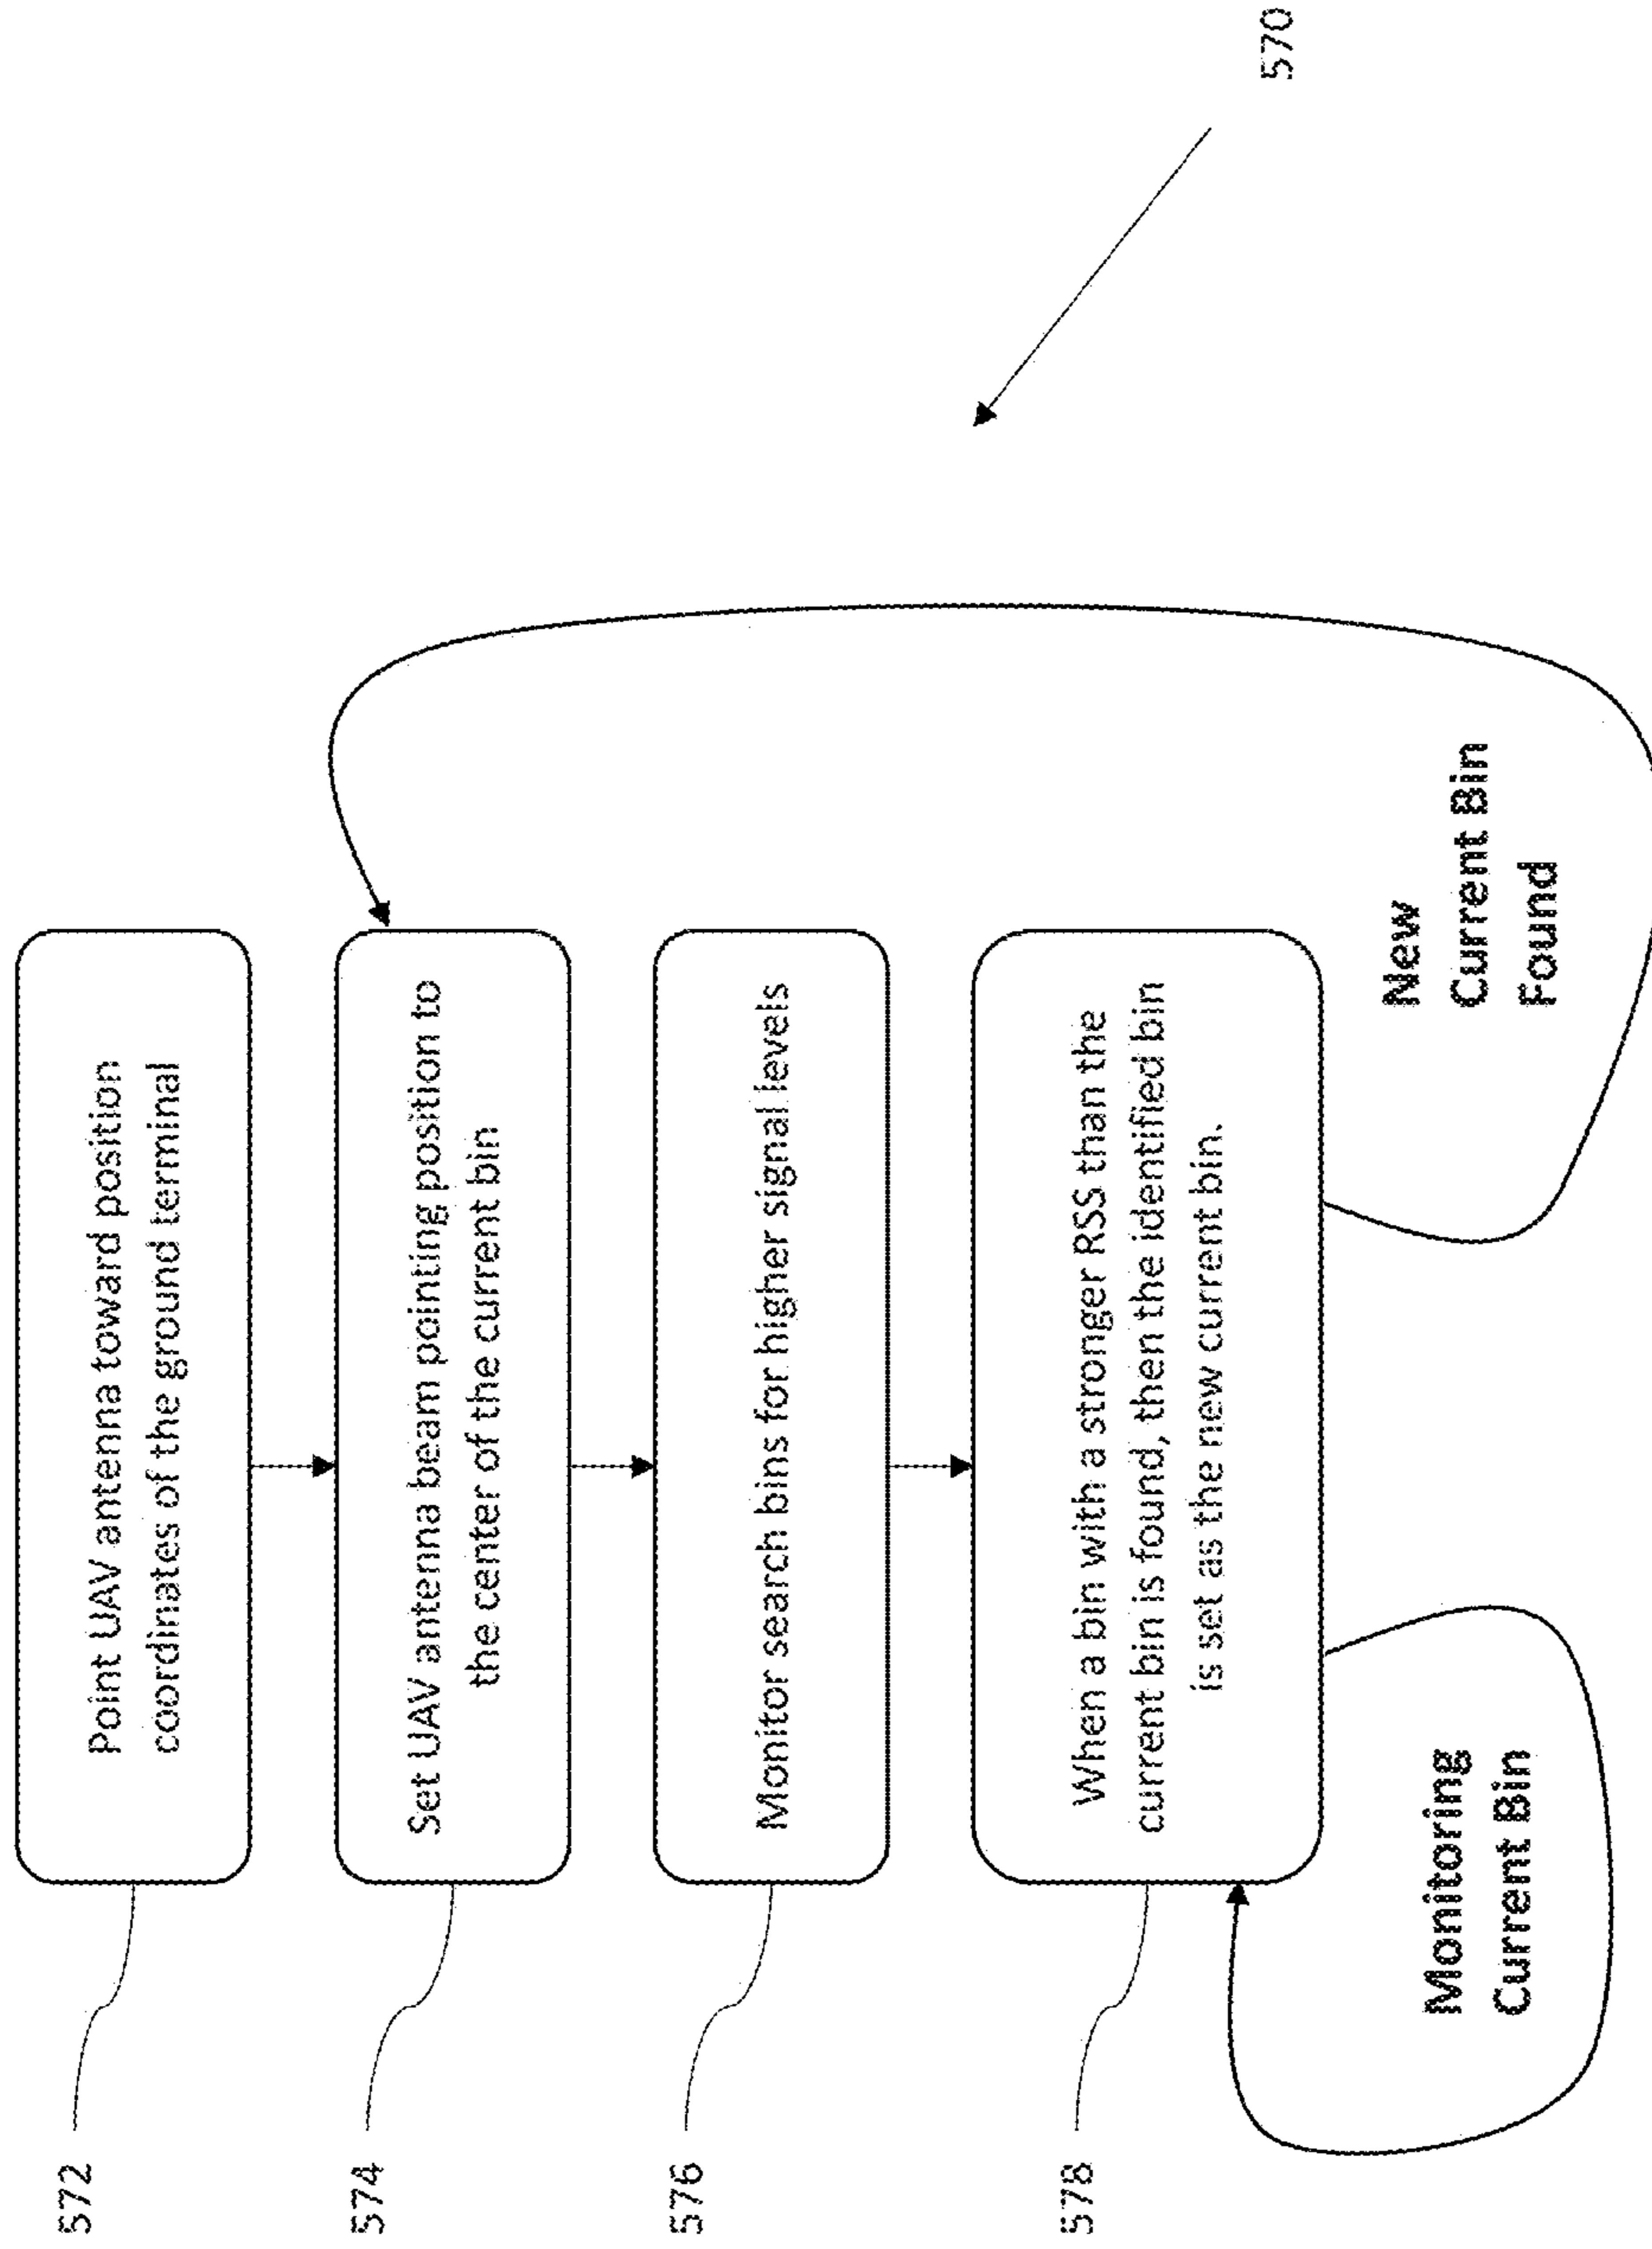 572
Point UAV antenna toward position
coordinates of the ground terminal
574
Set UAV antenna beam pointing position to
the center of the current bin
576
Monitor search bins for higher signal levels
578
When a bin with a stronger RSS than the
current bin is found, then the identified bin
is set as the new current bin.
Monitoring
Current Bin
New
Current Bin
Found
570